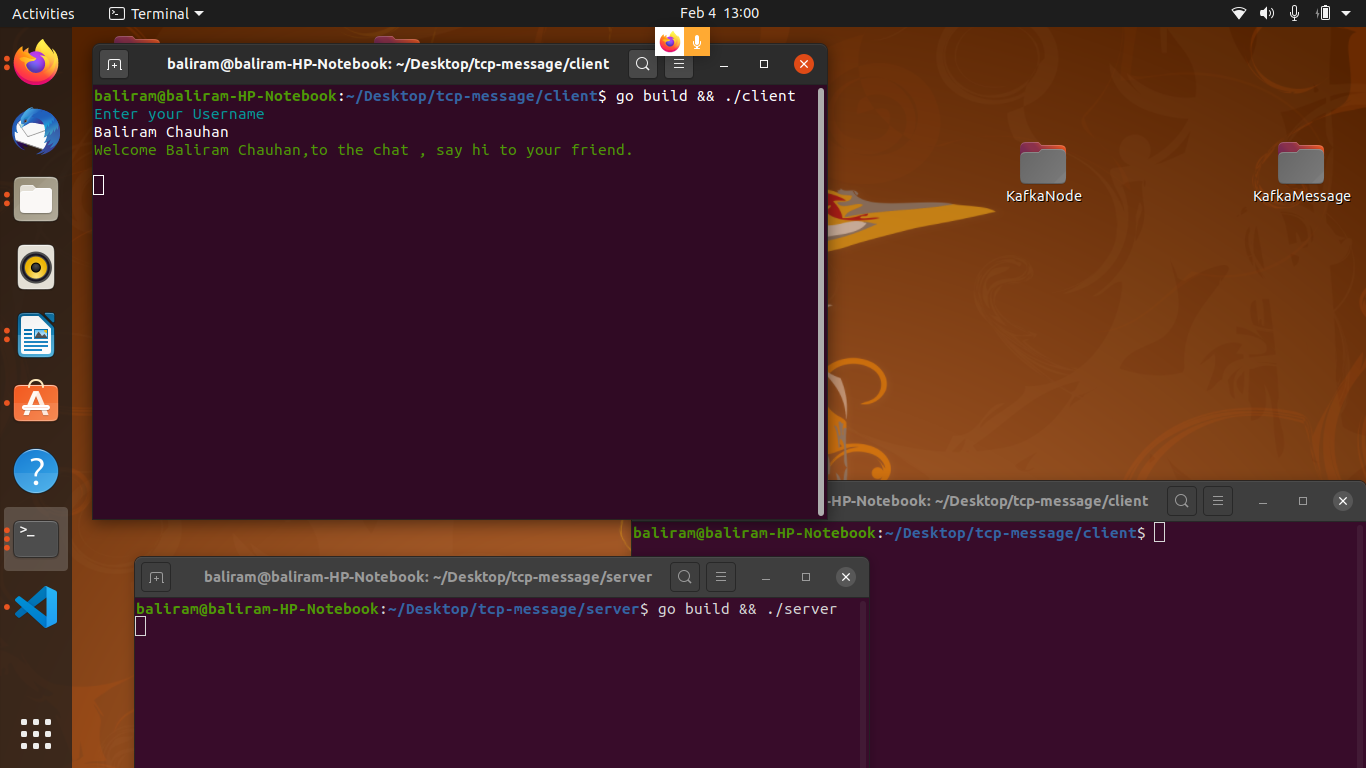 Activities
Terminal
Feb 4 13:00
baliram@baliram-HP-Notebook: ~/Desktop/tcp-message/client
baliram@baliram-HP-Notebook:~/Desktop/tcp-message/client$ go build && ./client
Enter your Username
Baliram Chauhan
Welcome Baliram Chauhan,to the chat , say hi to your friend.
KafkaNode
KafkaMessage
-HP-Notebook: ~/Desktop/tcp-message/client
baliram@baliram-HP-Notebook:~/Desktop/tcp-message/client$
baliram@baliram-HP-Notebook: ~/Desktop/tcp-message/server
baliram@baliram-HP-Notebook:~/Desktop/tcp-message/server$ go build && ./server